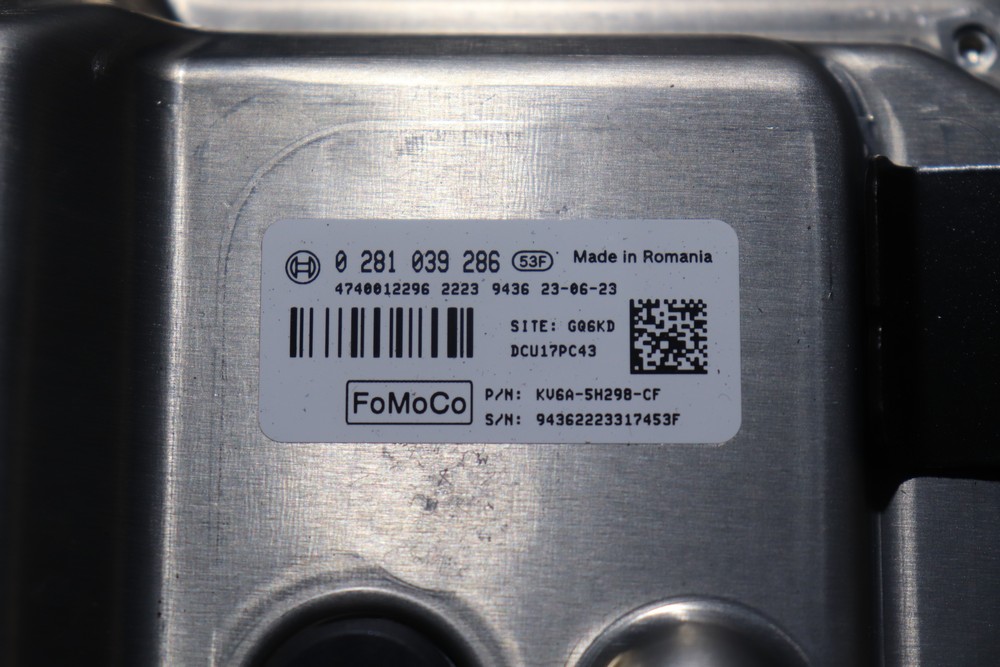 0 281 039 286 53F Made in Romania
4740012296 2223 9436 23-06-23
SITE: GQ6KD
DCU17PC43
FoMoCo
P/N: KV6A-5H298-CF
S/N: 94362223317453F